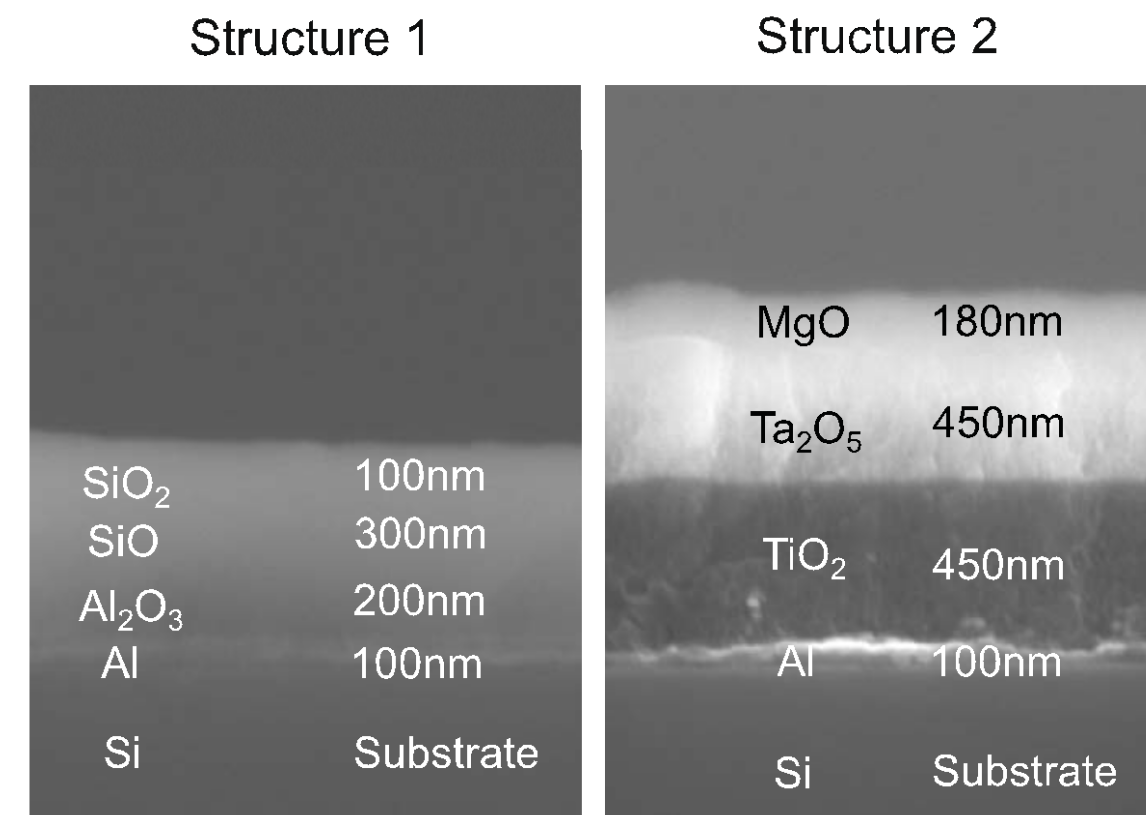 Structure 1
SiO₂ 100nm
SiO 300nm
Al₂O₃ 200nm
Al 100nm
Si Substrate
Structure 2
MgO 180nm
Ta₂O₅ 450nm
TiO₂ 450nm
Al 100nm
Si Substrate